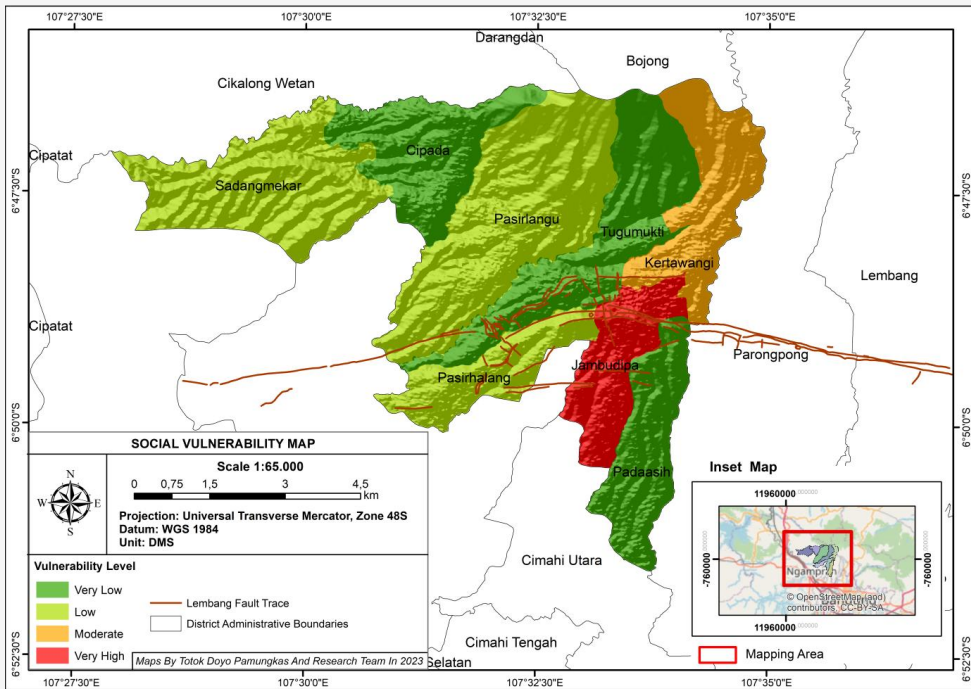 107°27'30"S
107°30'0"E
107°32'30"E
107°35'0"E
Darangdan
Bojong
Cikalong Wetan
Cipatat
Cipada
Sadangmekar
6°47'30"S
6°47'30"S
Pasirlangu
Tugumukti
Kertawangi
Lembang
Cipatat
Parongpong
Jambudipa
Pasirhalang
6°50'0"S
6°50'0"S
Padaasih
Cimahi Utara
Cimahi Tengah
Selatan
SOCIAL VULNERABILITY MAP
Scale 1:65.000
N
W E
S
0 0,75 1,5 3 4,5
km
Projection: Universal Transverse Mercator, Zone 48S
Datum: WGS 1984
Unit: DMS
Vulnerability Level
Very Low
Low
Moderate
Very High
Lembang Fault Trace
District Administrative Boundaries
Maps By Totok Doyo Pamungkas And Research Team In 2023
Inset Map
11960000
-760000
-760000
Ngamprah
© OpenStreetMap (and)
contributors, CC-BY-SA
11960000
Mapping Area
6°52'30"S
6°52'30"S
107°27'30"E
107°30'0"E
107°32'30"E
107°35'0"E